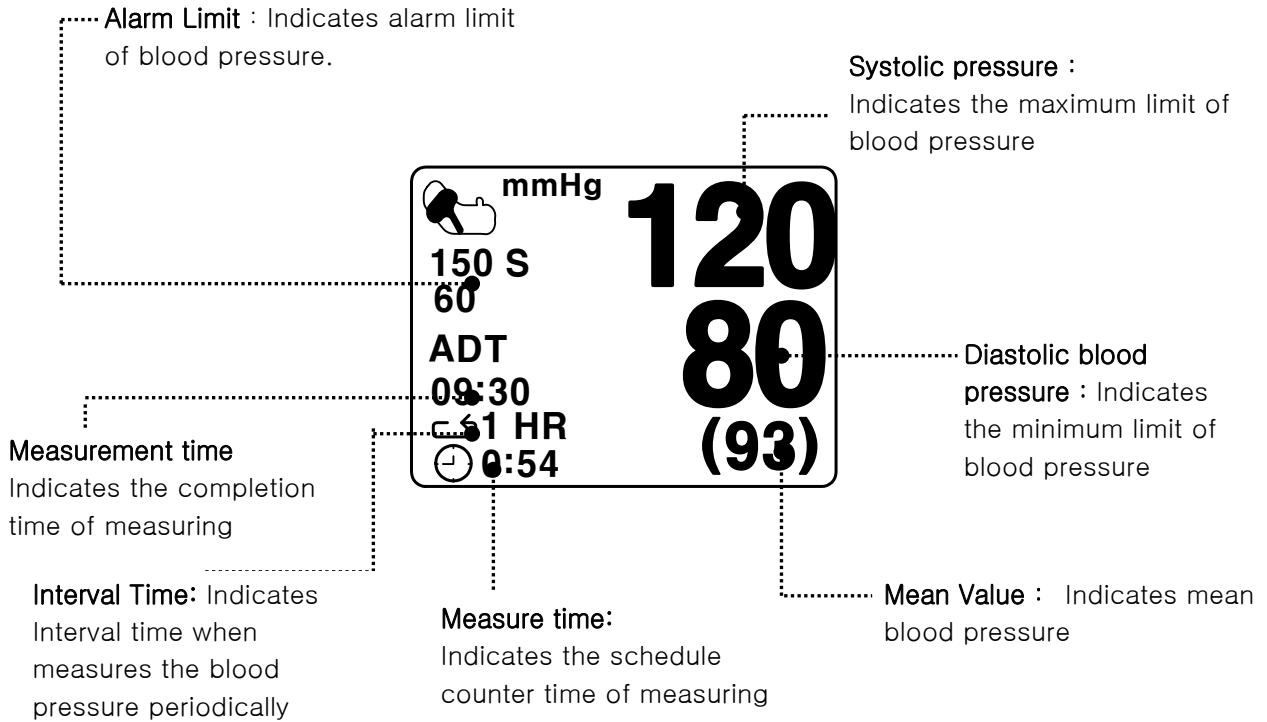 Alarm Limit : Indicates alarm limit
of blood pressure.
Systolic pressure :
Indicates the maximum limit of
blood pressure
mmHg
120
150 S
60
80
ADT
09:30
1 HR
(93)
0:54
Diastolic blood
pressure : Indicates
the minimum limit of
blood pressure
Measurement time
Indicates the completion
time of measuring
Interval Time: Indicates
Interval time when
measures the blood
pressure periodically
Measure time:
Indicates the schedule
counter time of measuring
Mean Value : Indicates mean
blood pressure